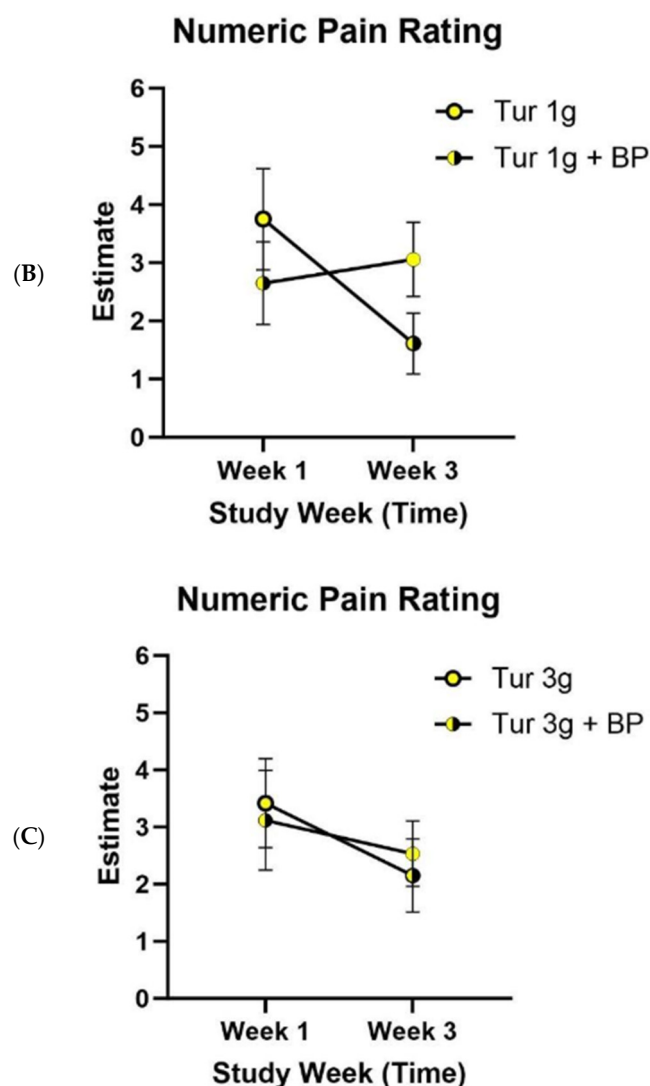 Numeric Pain Rating
6
Tur 1g
5
Tur 1g + BP
4
(B)
Estimate
3
2
1
0
Week 1 Week 3
Study Week (Time)
Numeric Pain Rating
6
Tur 3g
5
Tur 3g + BP
4
(C)
Estimate
3
2
1
0
Week 1 Week 3
Study Week (Time)